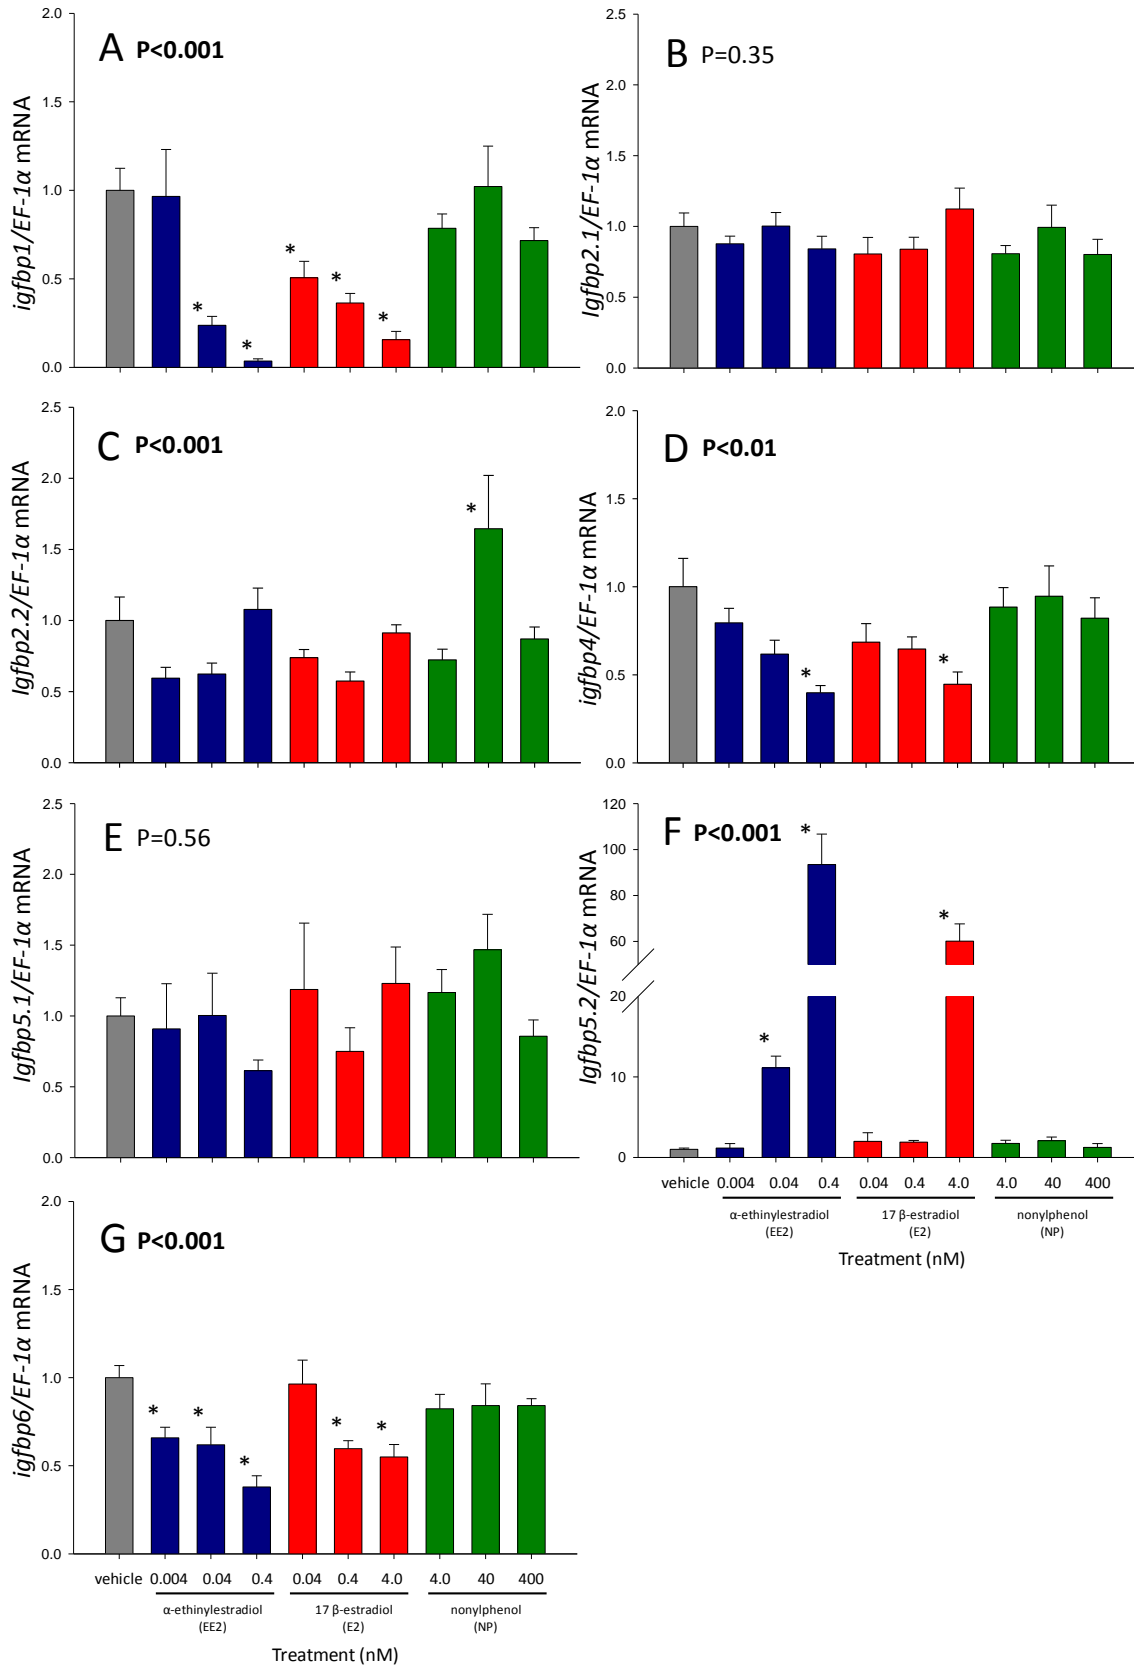 A P<0.001
igfbp1/EF-1α mRNA
2.0
1.5
1.0
0.5
0.0
* * * * *
B P=0.35
Igfbp2.1/EF-1α mRNA
2.5
2.0
1.5
1.0
0.5
0.0
C P<0.001
Igfbp2.2/EF-1α mRNA
2.5
2.0
1.5
1.0
0.5
0.0
*
D P<0.01
igfbp4/EF-1α mRNA
2.0
1.5
1.0
0.5
0.0
* *
E P=0.56
Igfbp5.1/EF-1α mRNA
2.5
2.0
1.5
1.0
0.5
0.0
F P<0.001
Igfbp5.2/EF-1α mRNA
120
100
80
60
20
10
0
* * *
vehicle 0.004 0.04 0.4 0.04 0.4 4.0 4.0 40 400
α-ethinylestradiol 17 β-estradiol nonylphenol
(EE2) (E2) (NP)
Treatment (nM)
G P<0.001
igfbp6/EF-1α mRNA
2.0
1.5
1.0
0.5
0.0
* * * * *
vehicle 0.004 0.04 0.4 0.04 0.4 4.0 4.0 40 400
α-ethinylestradiol 17 β-estradiol nonylphenol
(EE2) (E2) (NP)
Treatment (nM)